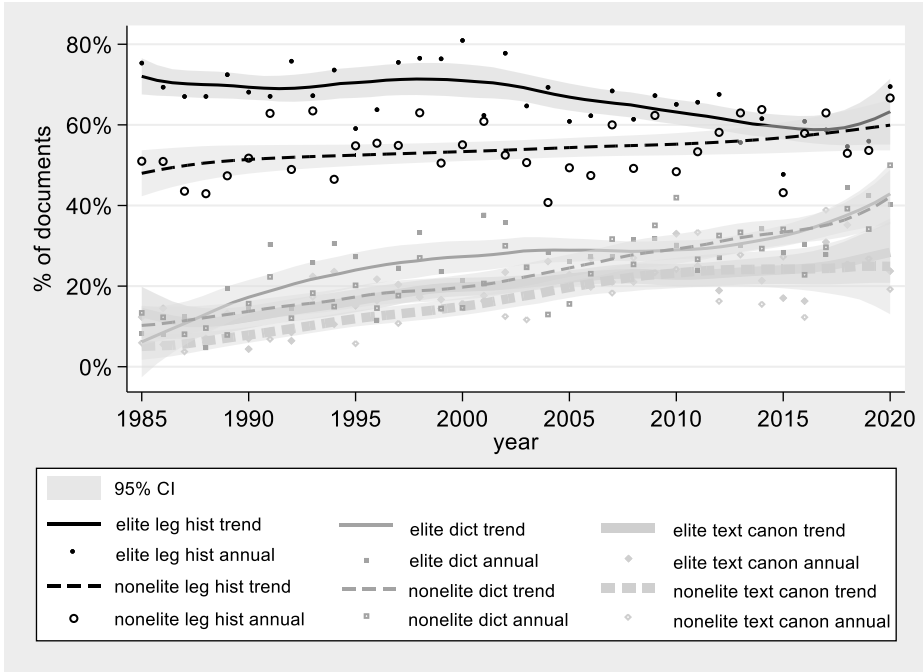 80%
60%
40%
20%
0%
% of documents
1985 1990 1995 2000 2005 2010 2015 2020
year
95% CI
elite leg hist trend
elite leg hist annual
nonelite leg hist trend
nonelite leg hist annual
elite dict trend
elite dict annual
nonelite dict trend
nonelite dict annual
elite text canon trend
elite text canon annual
nonelite text canon trend
nonelite text canon annual